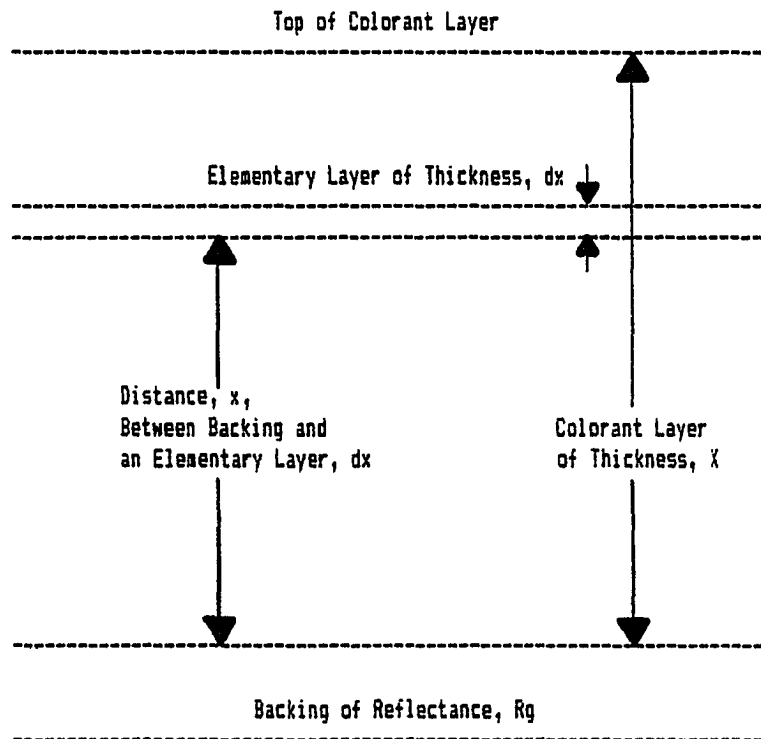 Top of Colorant Layer
Elementary Layer of Thickness, dx
Distance, x,
Between Backing and
an Elementary Layer, dx
Colorant Layer
of Thickness, X
Backing of Reflectance, Rg